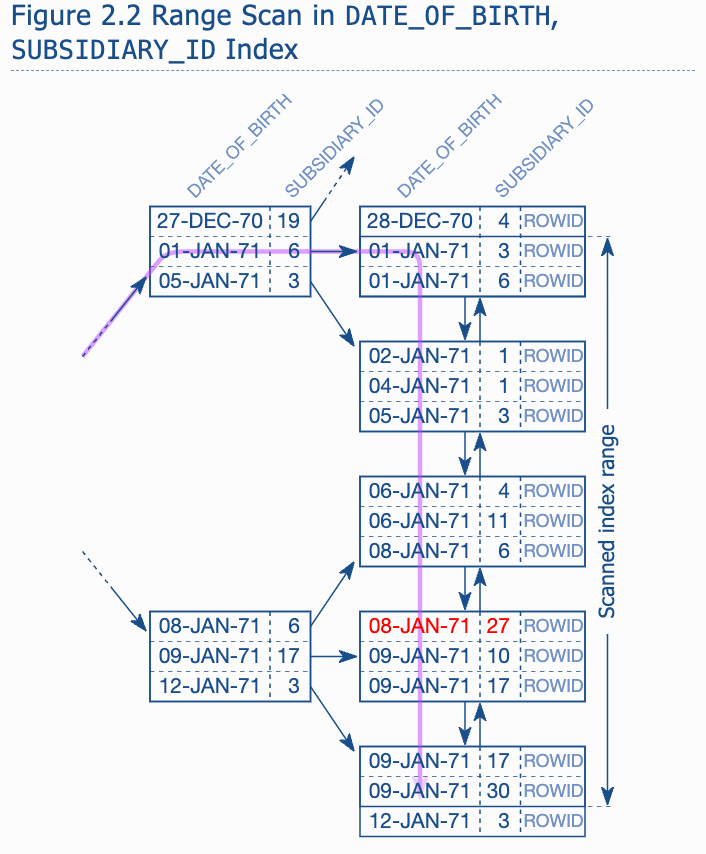 Figure 2.2 Range Scan in DATE_OF_BIRTH,
SUBSIDIARY_ID Index
DATE_OF_BIRTH
SUBSIDIARY_ID
DATE_OF_BIRTH
SUBSIDIARY_ID
27-DEC-70 19
01-JAN-71 6
05-JAN-71 3
28-DEC-70 4 ROWID
01-JAN-71 3 ROWID
01-JAN-71 6 ROWID
02-JAN-71 1 ROWID
04-JAN-71 1 ROWID
05-JAN-71 3 ROWID
06-JAN-71 4 ROWID
06-JAN-71 11 ROWID
08-JAN-71 6 ROWID
08-JAN-71 6
09-JAN-71 17
12-JAN-71 3
08-JAN-71 27 ROWID
09-JAN-71 10 ROWID
09-JAN-71 17 ROWID
09-JAN-71 17 ROWID
09-JAN-71 30 ROWID
12-JAN-71 3 ROWID
Scanned index range